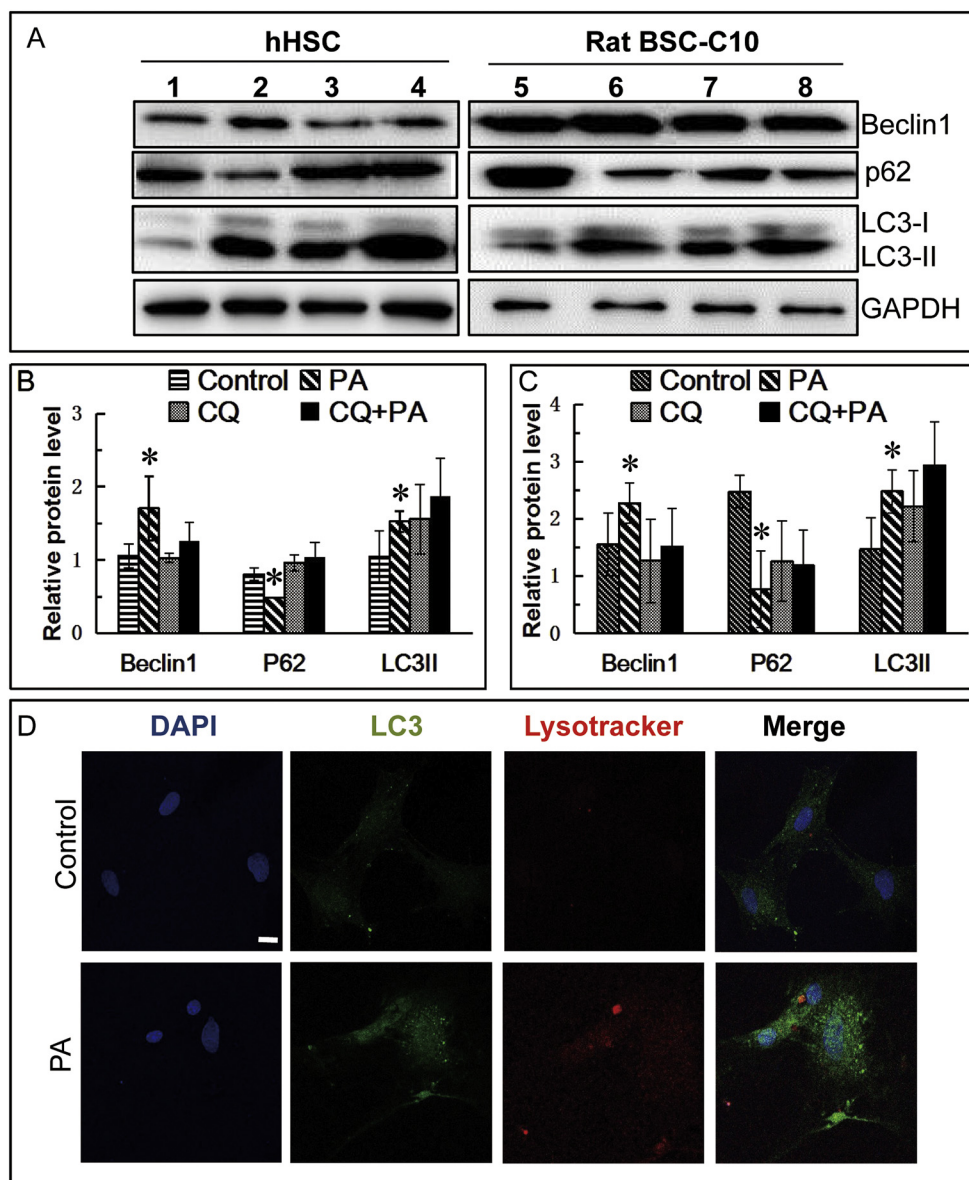 A
hHSC Rat BSC-C10
1 2 3 4 5 6 7 8
Beclin1
p62
LC3-I
LC3-II
GAPDH
B
Control PA
CQ CQ+PA
Relative protein level
3
2
1
0
* * *
Beclin1 P62 LC3II
C
Control PA
CQ CQ+PA
Relative protein level
4
3
2
1
0
* * *
Beclin1 P62 LC3II
D
DAPI LC3 Lysotracker Merge
Control
PA